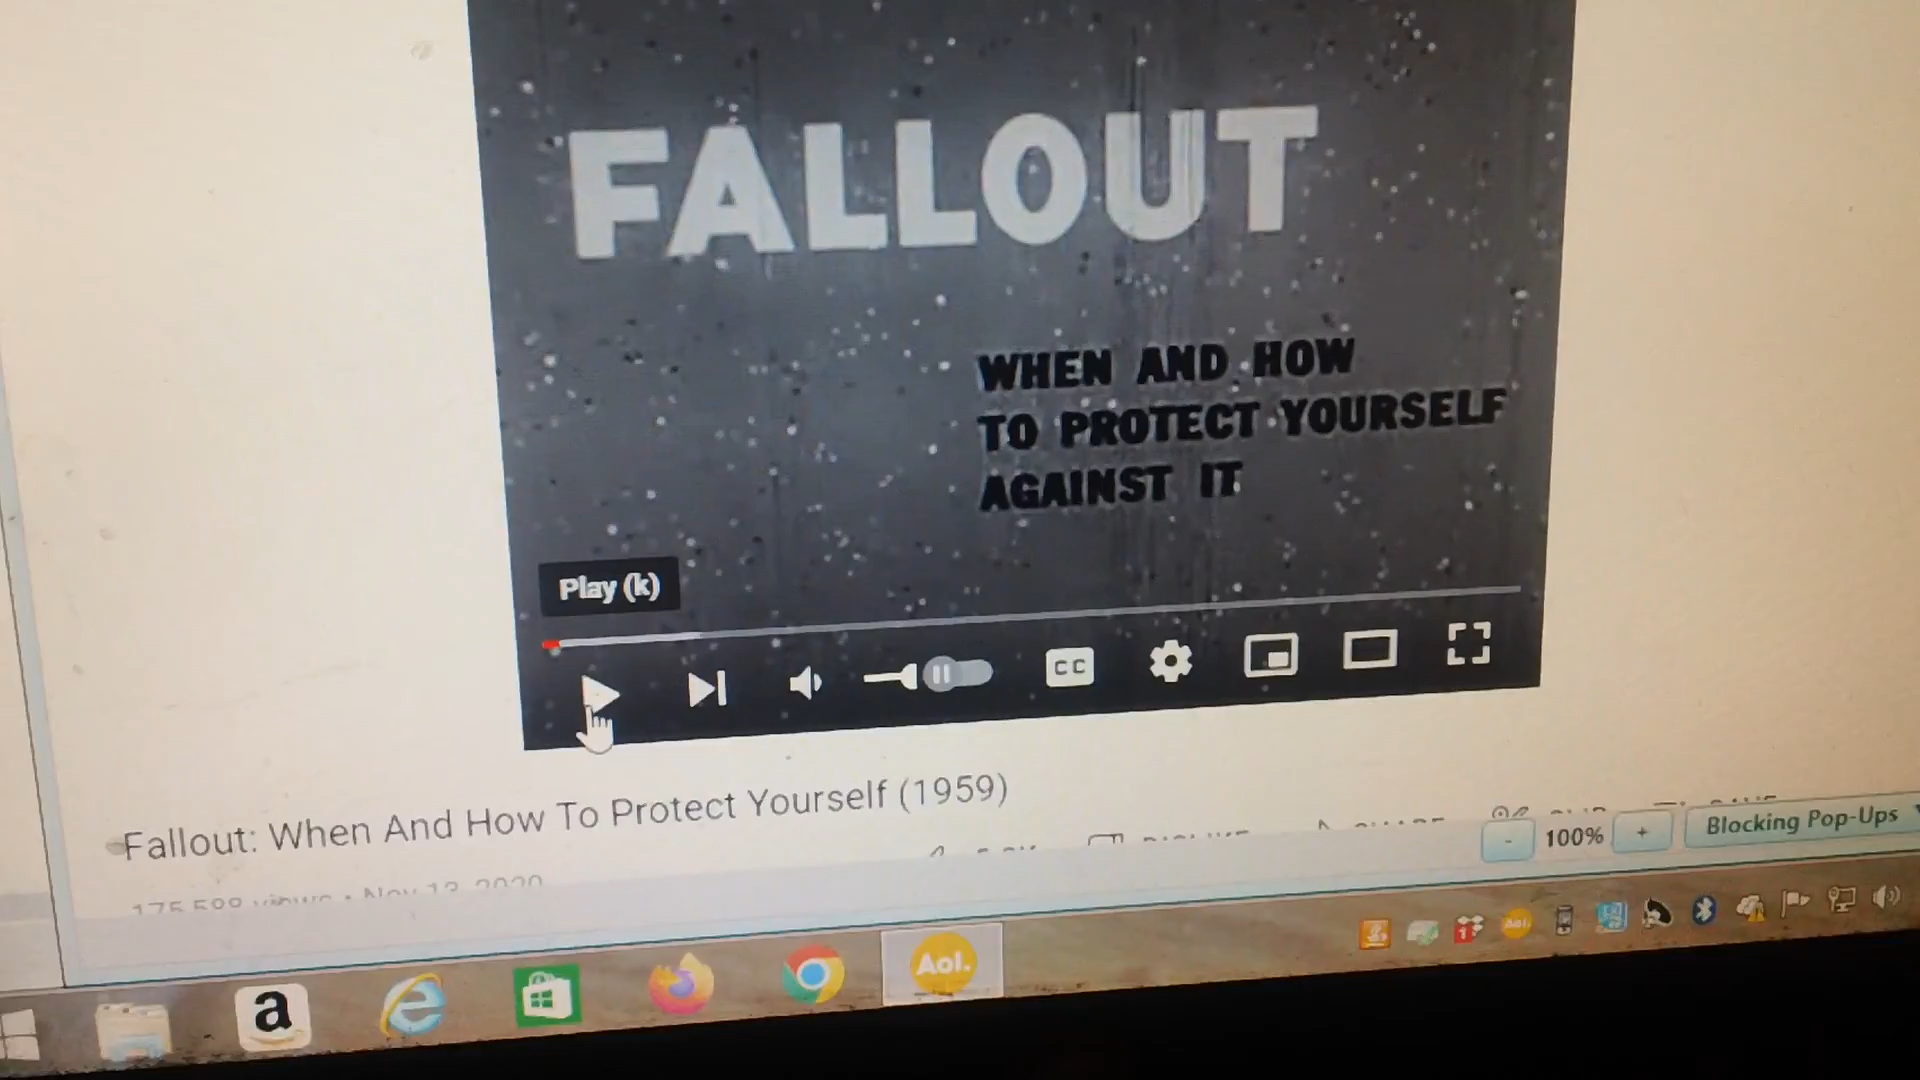 FALLOUT
WHEN AND HOW
TO PROTECT YOURSELF
AGAINST IT
Play (k)
CC
Fallout: When And How To Protect Yourself (1959)
- 100% +
Blocking Pop-Ups
a
Aol.